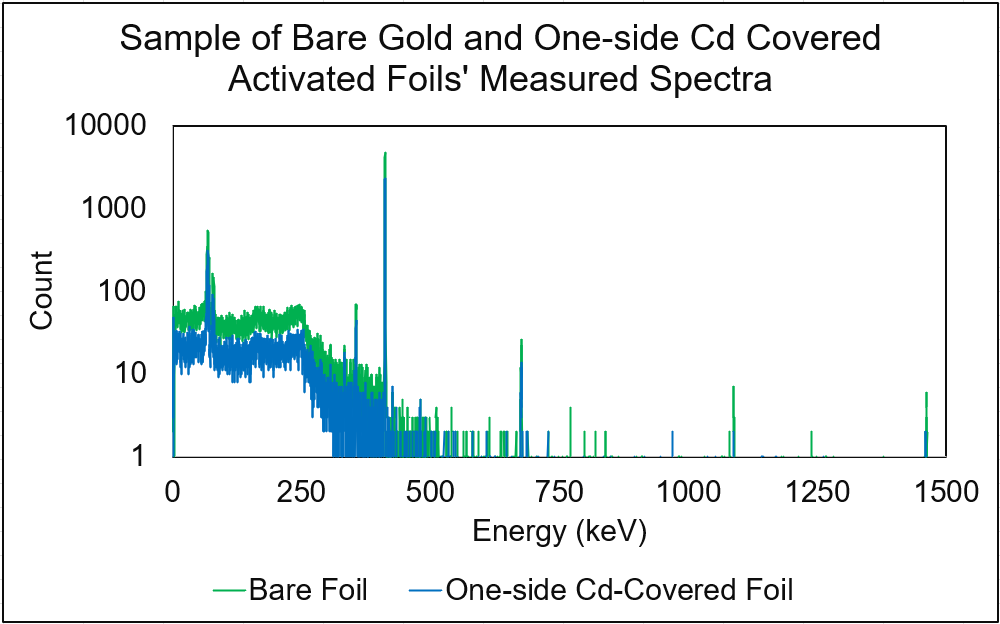 Sample of Bare Gold and One-side Cd Covered
Activated Foils' Measured Spectra
10000
1000
100
10
1
Count
0 250 500 750 1000 1250 1500
Energy (keV)
Bare Foil One-side Cd-Covered Foil